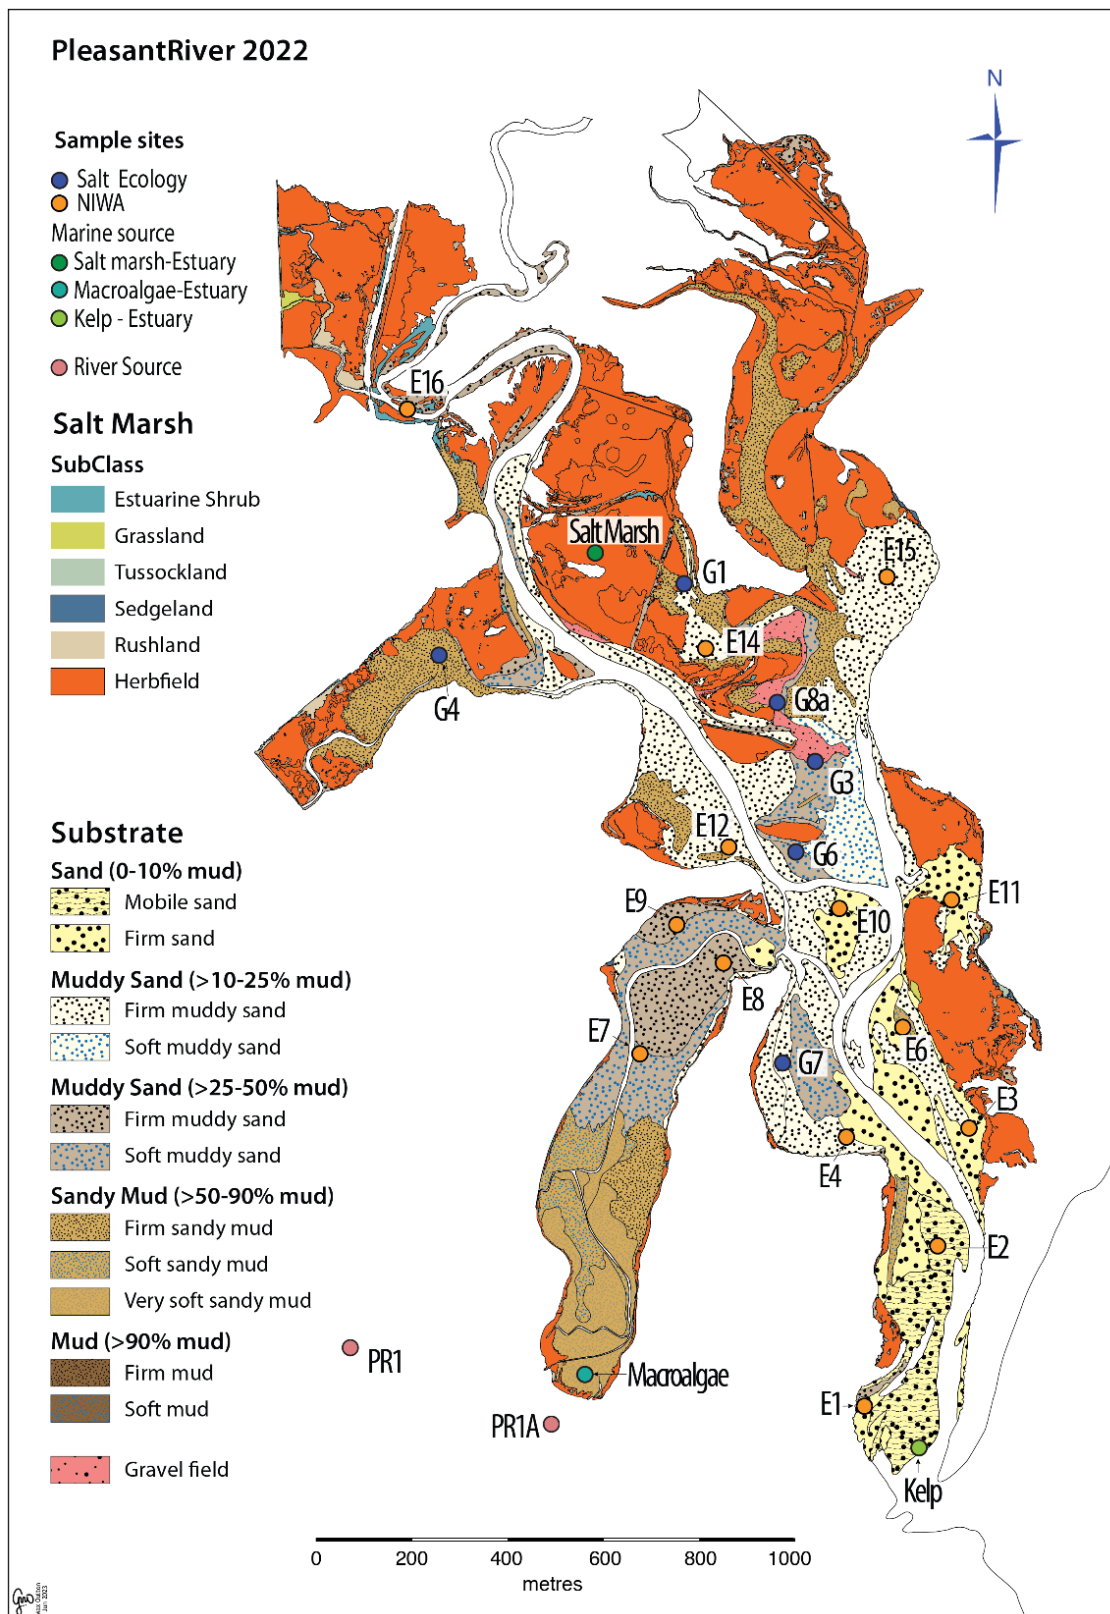 PleasantRiver 2022
N
Sample sites
Salt Ecology
NIWA
Marine source
Salt marsh-Estuary
Macroalgae-Estuary
Kelp - Estuary
River Source
Salt Marsh
SubClass
Estuarine Shrub
Grassland
Tussockland
Sedgeland
Rushland
Herbfield
Substrate
Sand (0-10% mud)
Mobile sand
Firm sand
Muddy Sand (>10-25% mud)
Firm muddy sand
Soft muddy sand
Muddy Sand (>25-50% mud)
Firm muddy sand
Soft muddy sand
Sandy Mud (>50-90% mud)
Firm sandy mud
Soft sandy mud
Very soft sandy mud
Mud (>90% mud)
Firm mud
Soft mud
Gravel field
E16
Salt Marsh
G1
E15
E14
G4
G8a
G3
E12
G6
E9
E10
E11
E8
E7
E6
G7
E3
E4
E2
PR1
Macroalgae
E1
PR1A
Kelp
0 200 400 600 800 1000
metres
Jun 2023